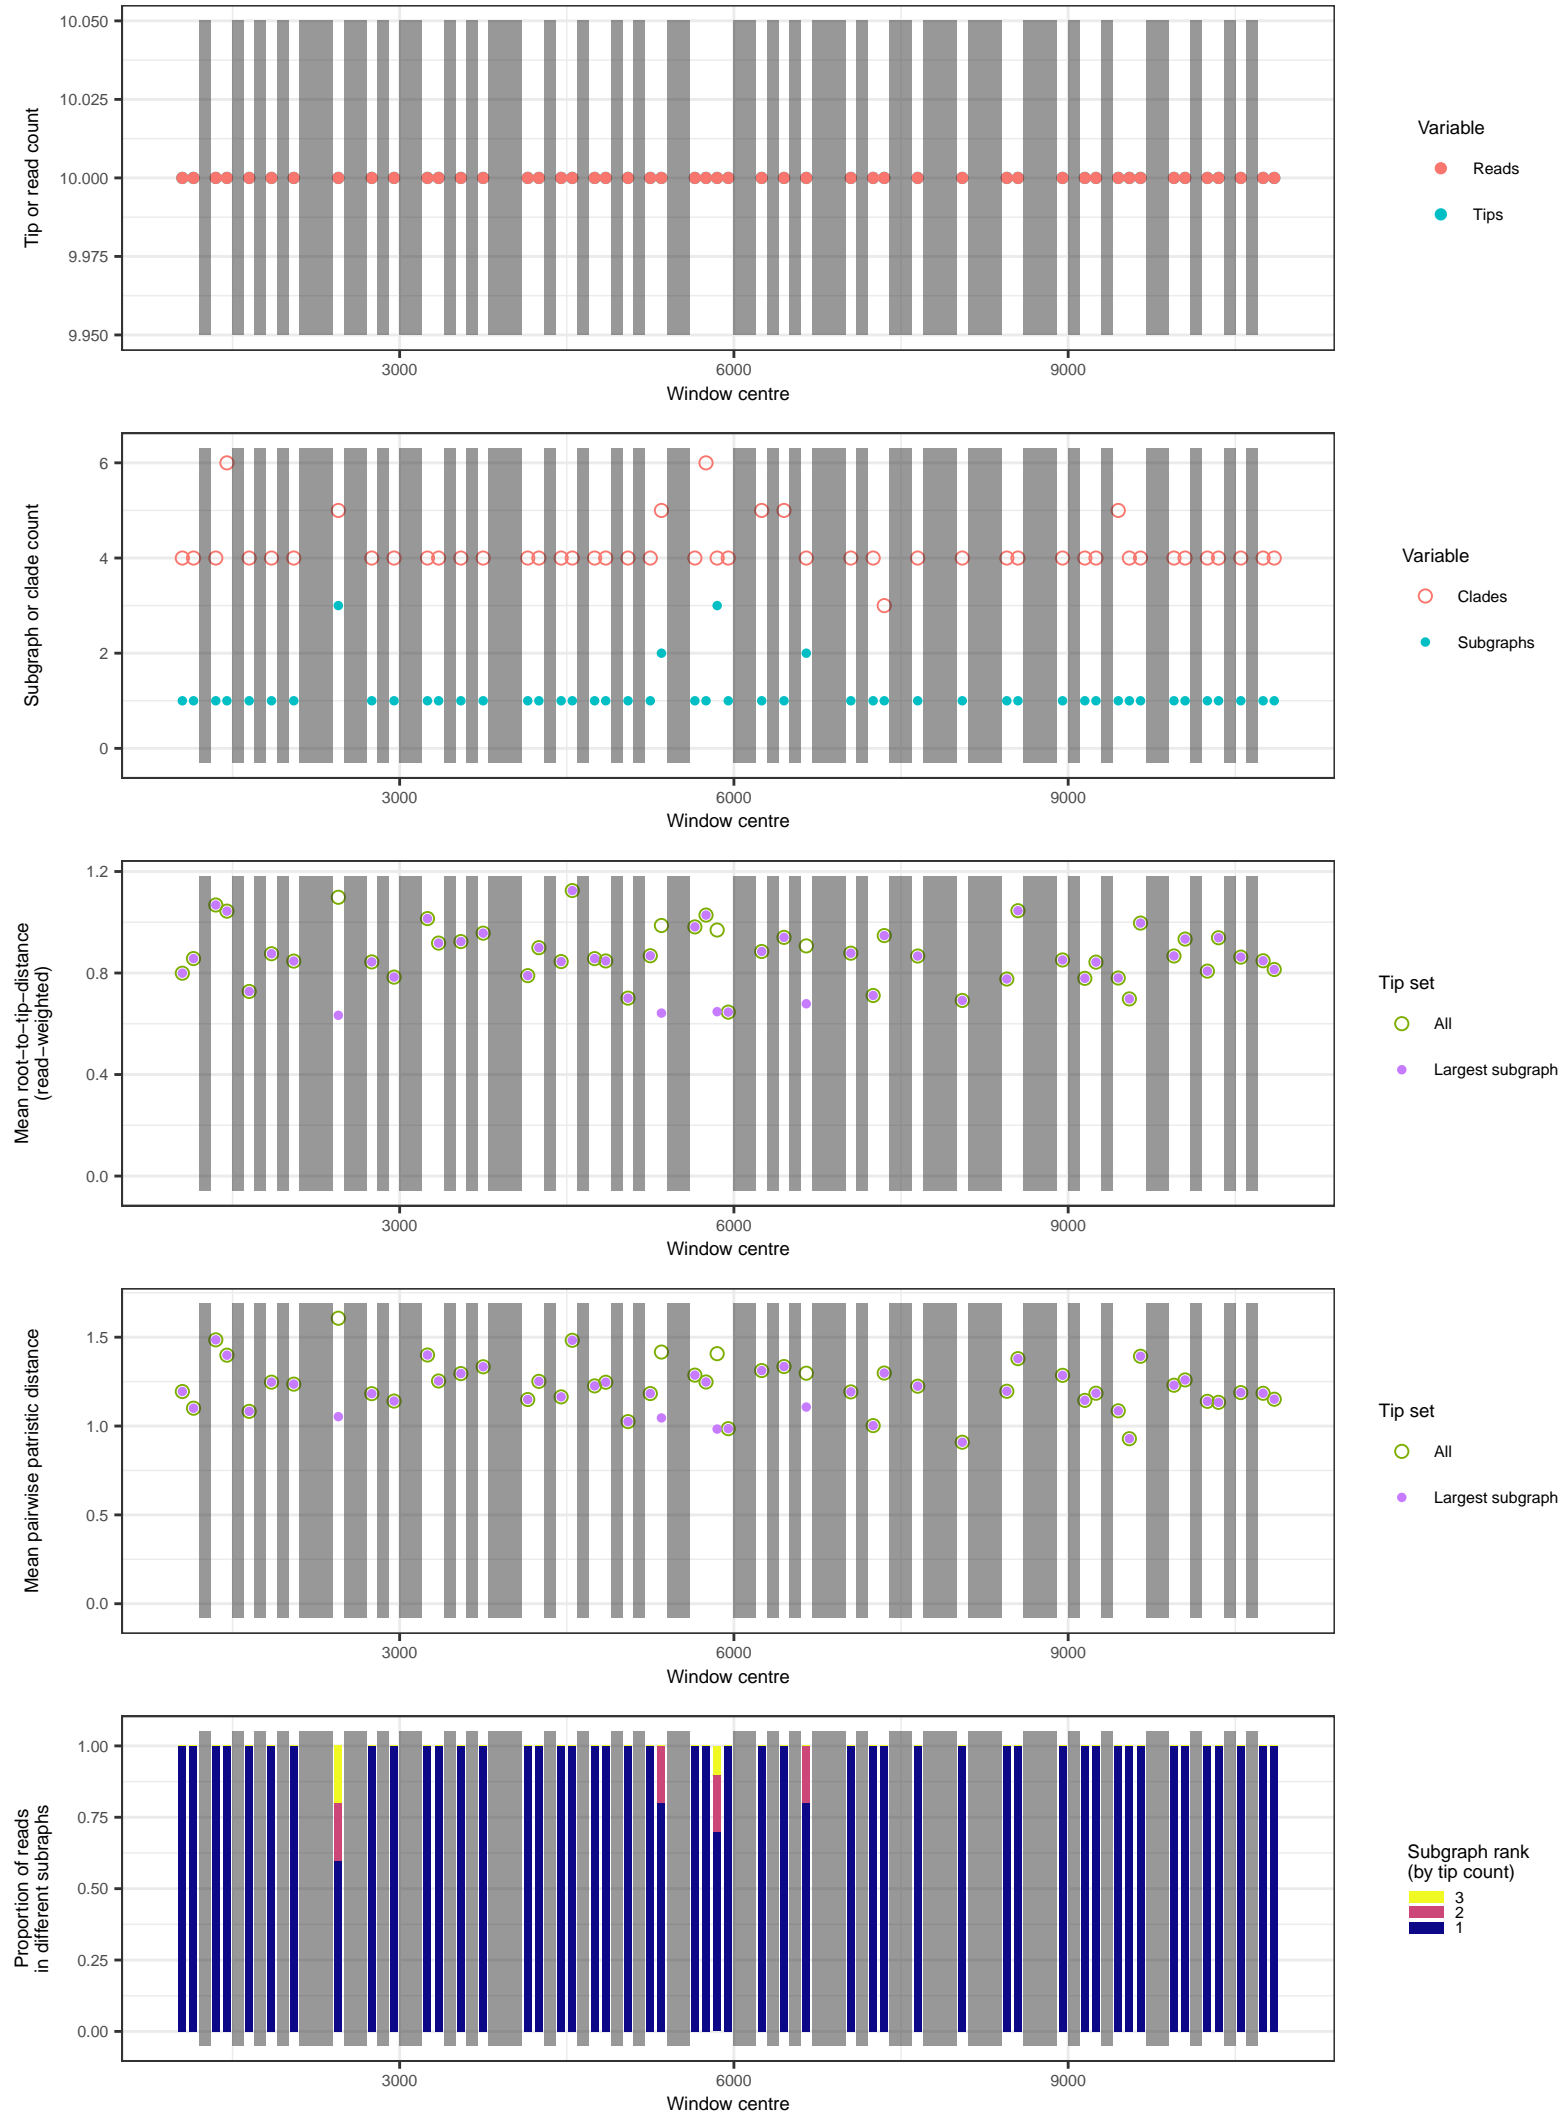 10.050
10.025
10.000
9.975
9.950
Tip or read count
3000
6000
9000
Window centre
Variable
Reads
Tips
6
4
2
0
Subgraph or clade count
3000
6000
9000
Window centre
Variable
Clades
Subgraphs
1.2
0.8
0.4
0.0
Mean root−to−tip−distance
(read−weighted)
3000
6000
9000
Window centre
Tip set
All
Largest subgraph
1.5
1.0
0.5
0.0
Mean pairwise patristic distance
3000
6000
9000
Window centre
Tip set
All
Largest subgraph
1.00
0.75
0.50
0.25
0.00
Proportion of reads
in different subraphs
3000
6000
9000
Window centre
Subgraph rank
(by tip count)
3
2
1